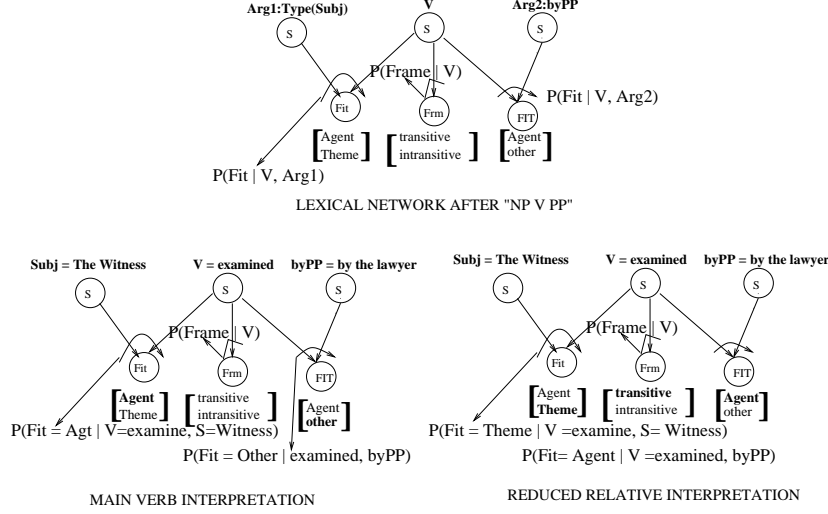 Arg1:Type(Subj) V Arg2:byPP
S S S
P(Frame | V)
P(Fit | V, Arg2)
Fit Frm FIT
[Agent Theme] [transitive intransitive] [Agent other]
P(Fit | V, Arg1)
LEXICAL NETWORK AFTER "NP V PP"
Subj = The Witness V = examined byPP = by the lawyer
S S S
P(Frame | V)
Fit Frm FIT
[Agent Theme] [transitive intransitive] [Agent other]
P(Fit = Agt | V=examine, S=Witness)
P(Fit = Other | examined, byPP)
MAIN VERB INTERPRETATION
Subj = The Witness V = examined byPP = by the lawyer
S S S
P(Frame | V)
Fit Frm FIT
[Agent Theme] [transitive intransitive] [Agent other]
P(Fit = Theme | V =examine, S= Witness)
P(Fit= Agent | V =examined, byPP)
REDUCED RELATIVE INTERPRETATION